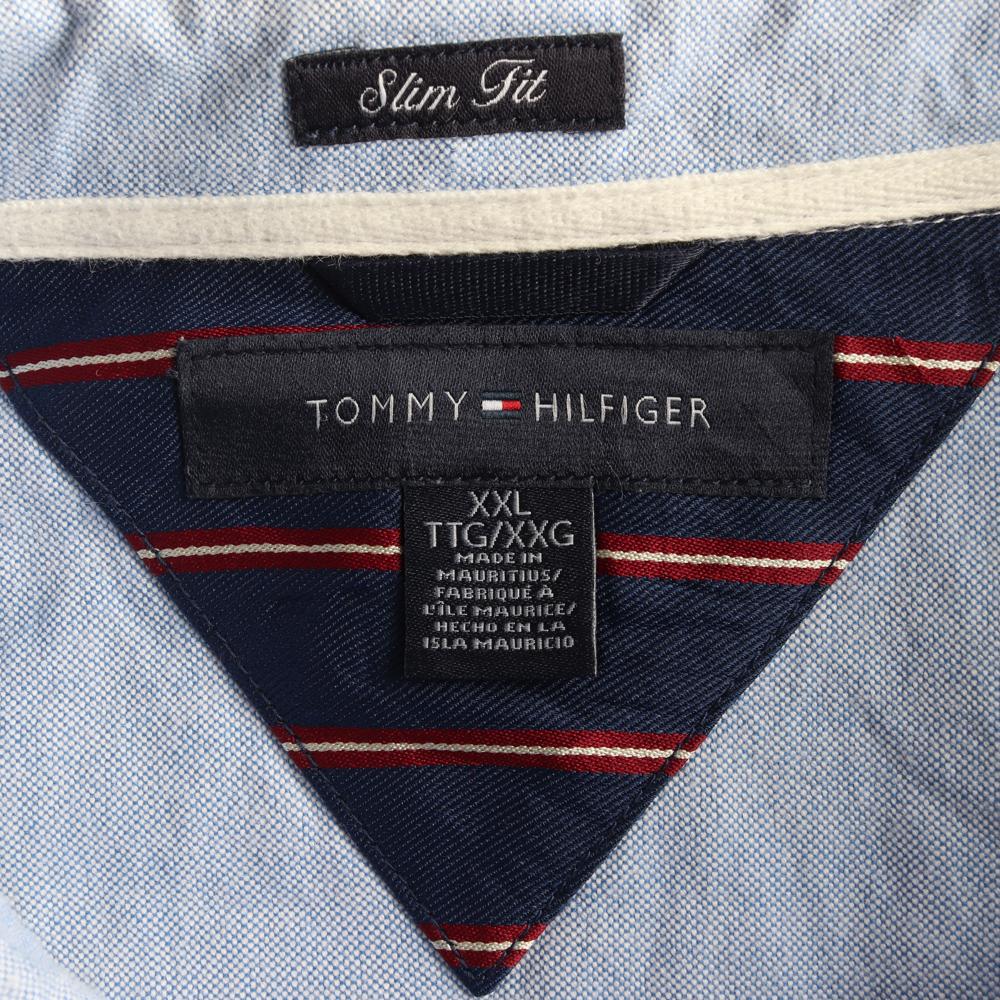 Slim Fit
TOMMY HILFIGER
XXL
TTG/XXG
MADE IN
MAURITIUS/
FABRIQUÉ À
L'ÎLE MAURICE/
HECHO EN LA
ISLA MAURICIO